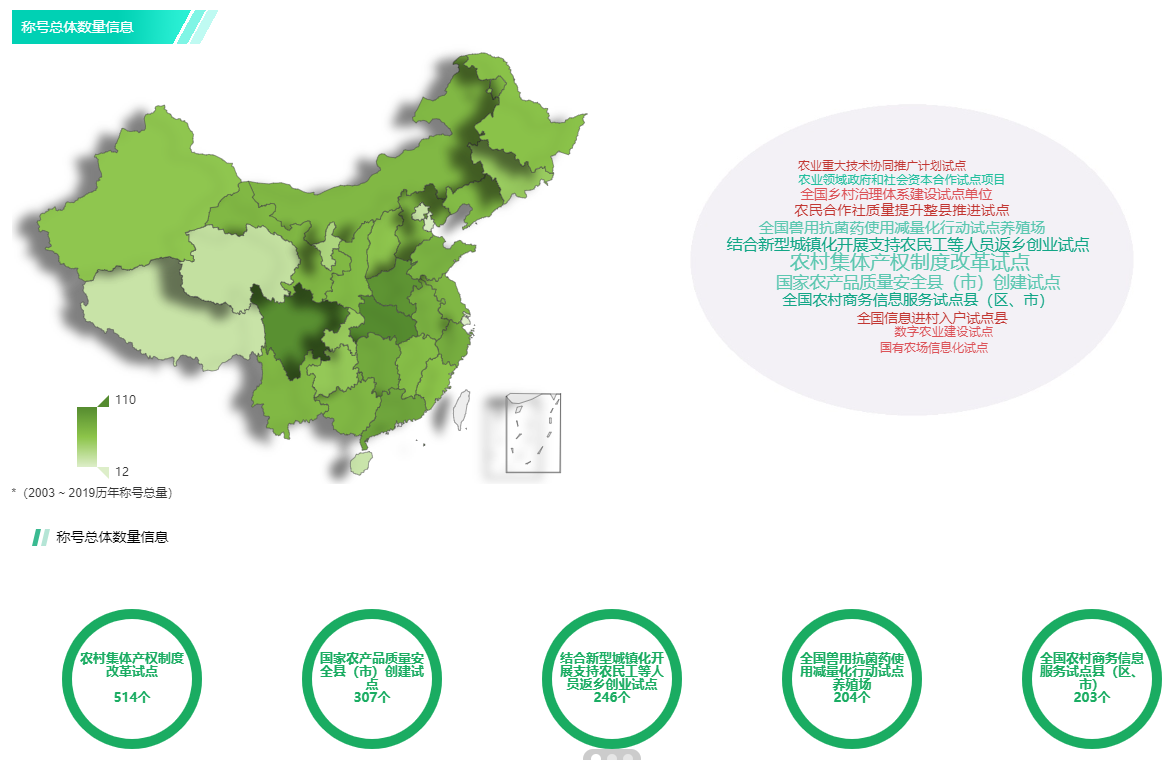 称号总体数量信息
农业重大技术协同推广计划试点
农业领域政府和社会资本合作试点项目
全国乡村治理体系建设试点单位
农民合作社质量提升整县推进试点
全国兽用抗菌药使用减量化行动试点养殖场
结合新型城镇化开展支持农民工等人员返乡创业试点
农村集体产权制度改革试点
国家农产品质量安全县（市）创建试点
全国农村商务信息服务试点县（区、市）
全国信息进村入户试点县
数字农业建设试点
国有农场信息化试点
110
12
*（2003 ~ 2019历年称号总量）
称号总体数量信息
农村集体产权制度
改革试点
514个
国家农产品质量安
全县（市）创建试
点
307个
结合新型城镇化开
展支持农民工等人
员返乡创业试点
246个
全国兽用抗菌药使
用减量化行动试点
养殖场
204个
全国农村商务信息
服务试点县（区、
市）
203个